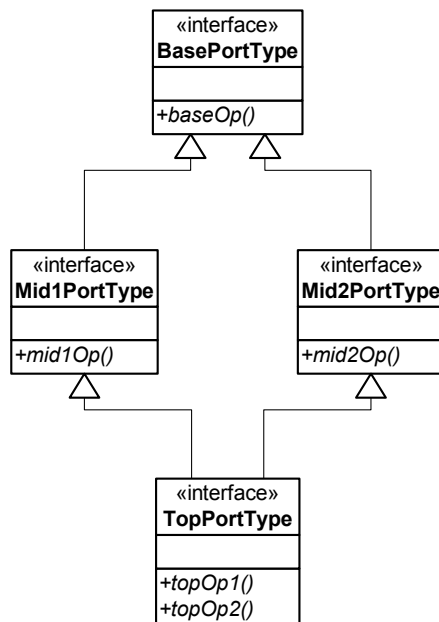 «interface»
BasePortType
+baseOp()
«interface»
Mid1PortType
+mid1Op()
«interface»
Mid2PortType
+mid2Op()
«interface»
TopPortType
+topOp1()
+topOp2()